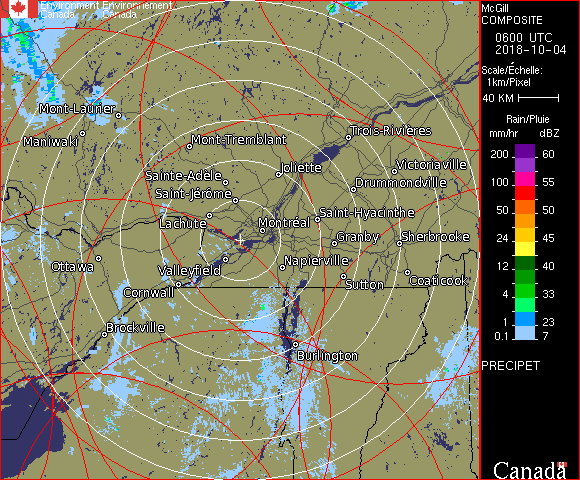 Environment Environnement
Canada Canada
McGill
COMPOSITE
0600 UTC
2018-10-04
Scale/Échelle:
1km/Pixel
40 KM
Rain/Pluie
mm/hr dBZ
200 60
150 57
100 55
50 50
24 45
12 40
4 33
1 23
0.1 7
PRECIPET
Canada
Mont-Laurier
Maniwaki
Mont-Tremblant
Trois-Rivières
Joliette
Victoriaville
Sainte-Adèle
Drummondville
Saint-Jérôme
Saint-Hyacinthe
Lachute
Montréal
Granby
Sherbrooke
Ottawa
Valleyfield
Napierville
Cornwall
Sutton
Coaticook
Brockville
Burlington